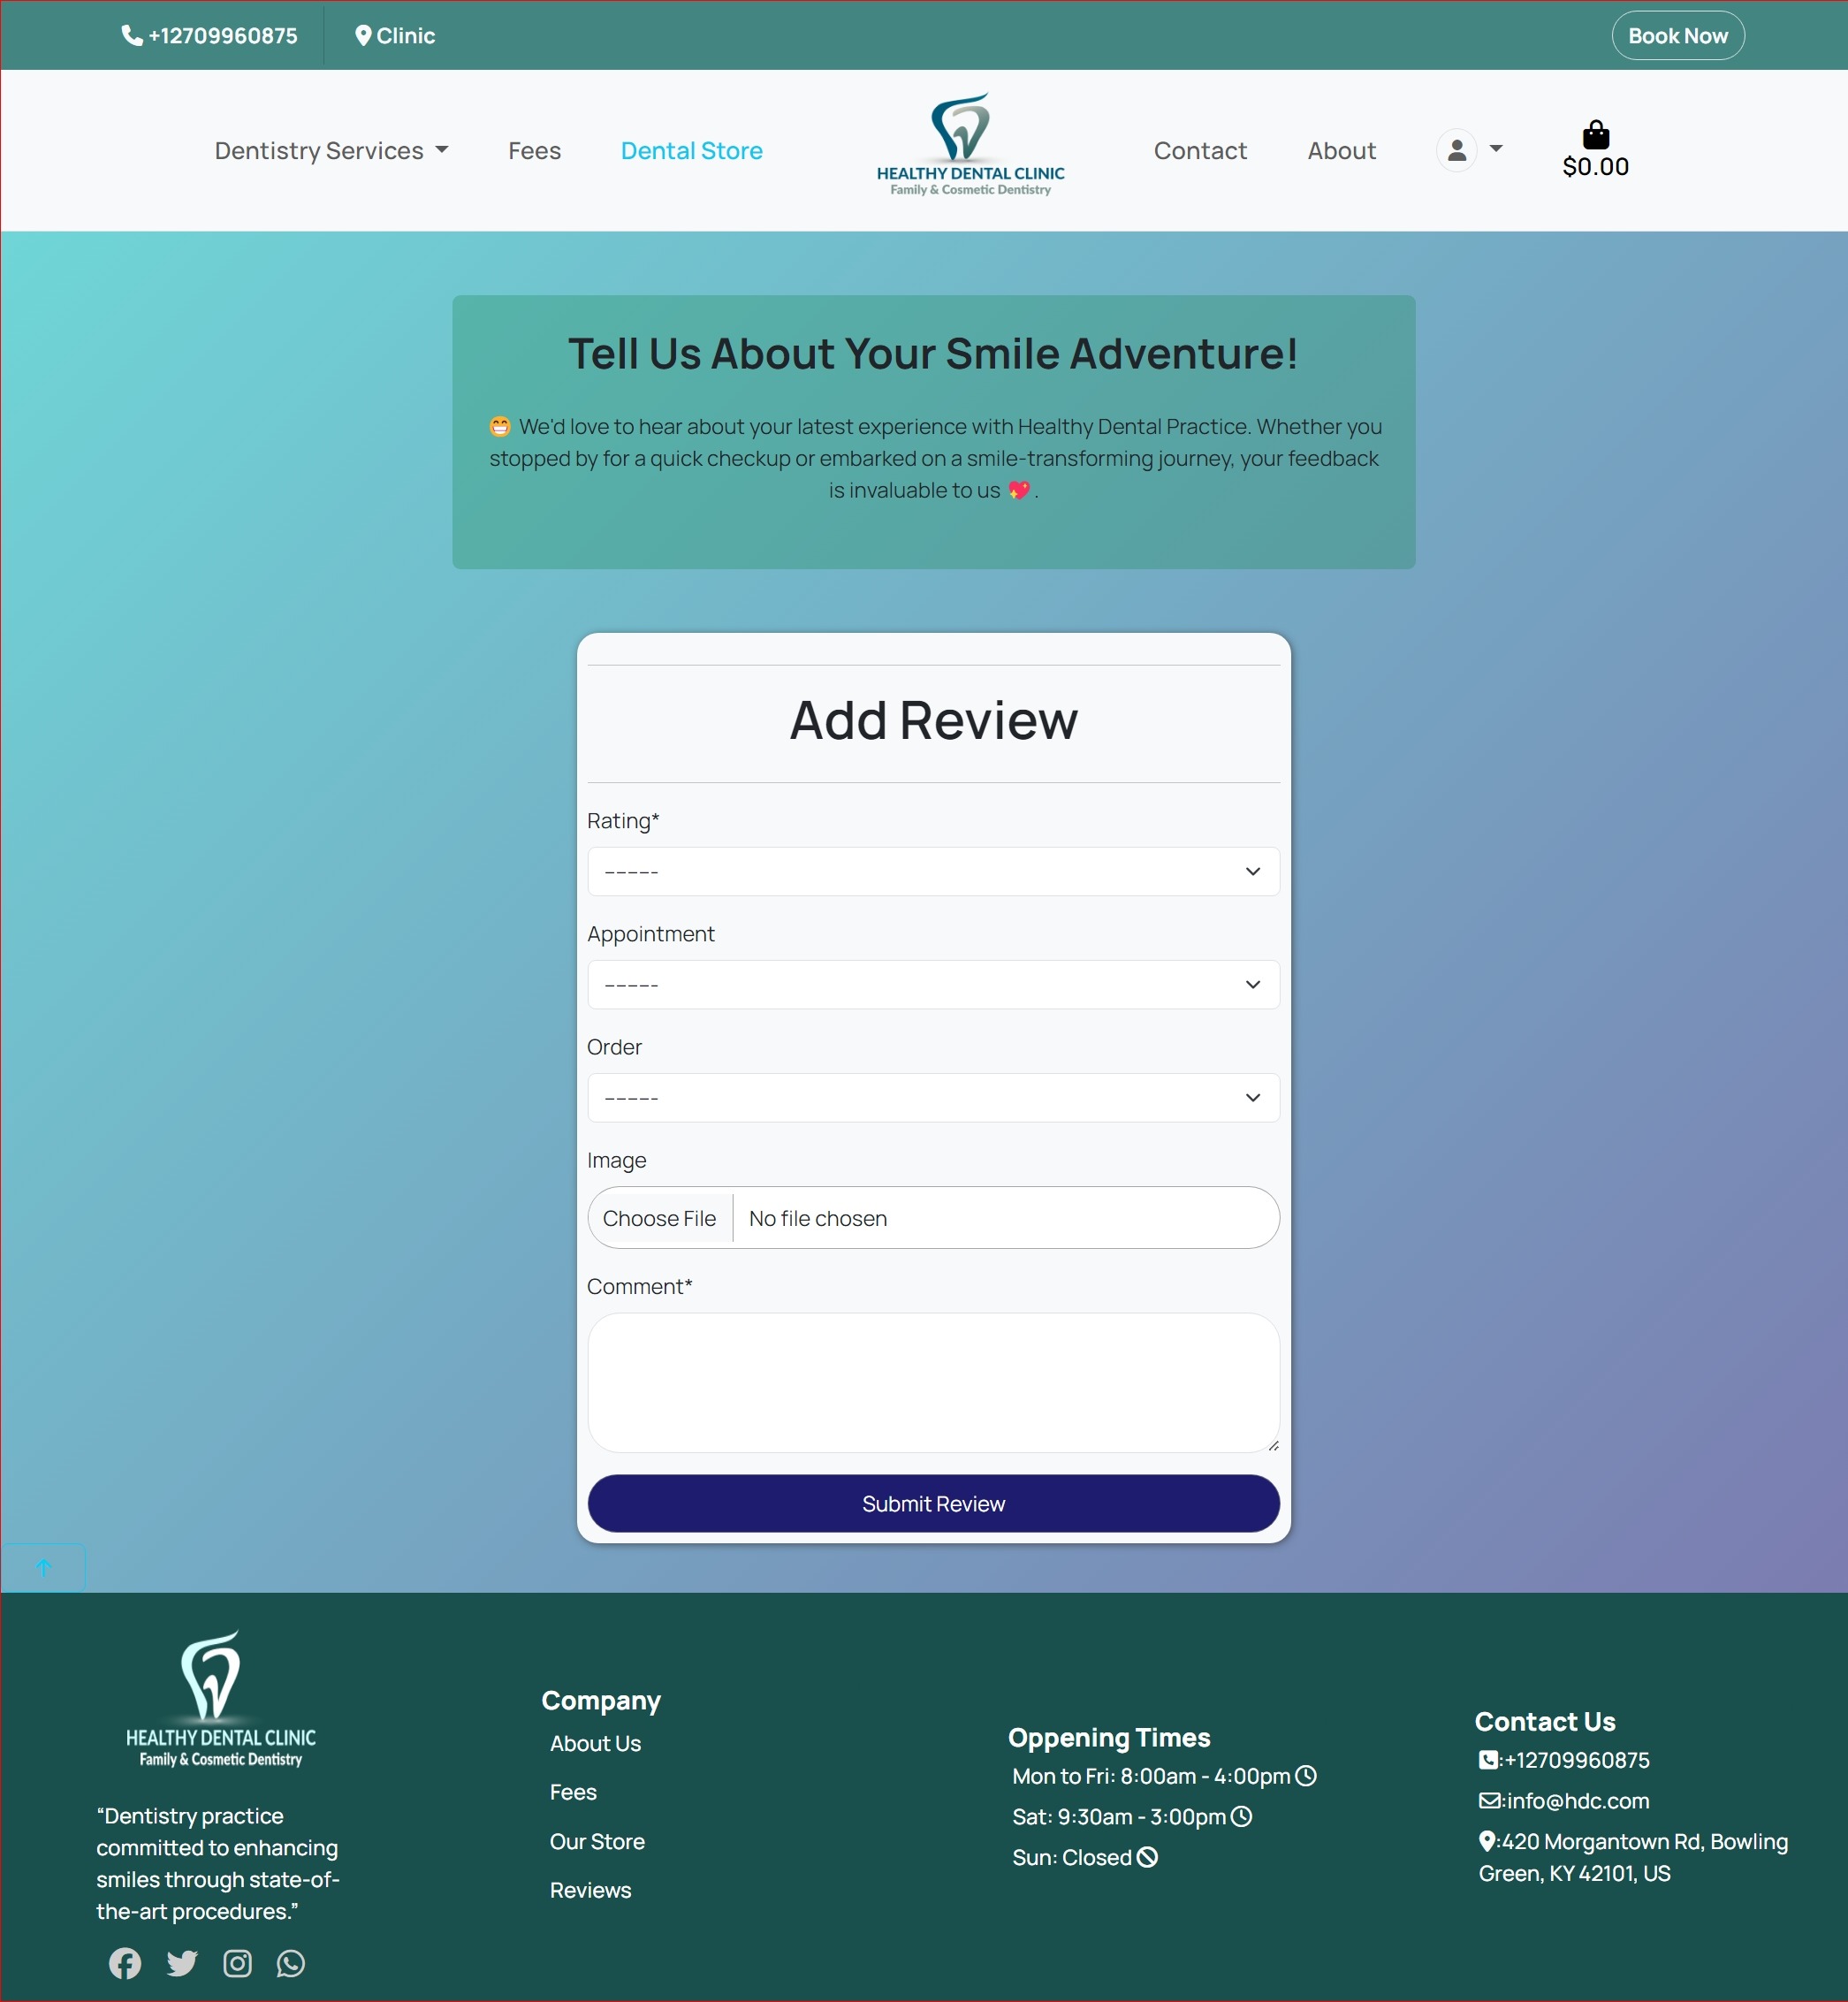 +12709960875
Clinic
Book Now
Dentistry Services
Fees
Dental Store
HEALTHY DENTAL CLINIC
Family & Cosmetic Dentistry
Contact
About
$0.00
Tell Us About Your Smile Adventure!
😁 We'd love to hear about your latest experience with Healthy Dental Practice. Whether you
stopped by for a quick checkup or embarked on a smile-transforming journey, your feedback
is invaluable to us 💖 .
Add Review
Rating*
---------
Appointment
---------
Order
---------
Image
Choose File
No file chosen
Comment*
Submit Review
HEALTHY DENTAL CLINIC
Family & Cosmetic Dentistry
“Dentistry practice
committed to enhancing
smiles through state-of-
the-art procedures.”
Company
About Us
Fees
Our Store
Reviews
Oppening Times
Mon to Fri: 8:00am - 4:00pm
Sat: 9:30am - 3:00pm
Sun: Closed
Contact Us
:+12709960875
:info@hdc.com
:420 Morgantown Rd, Bowling
Green, KY 42101, US